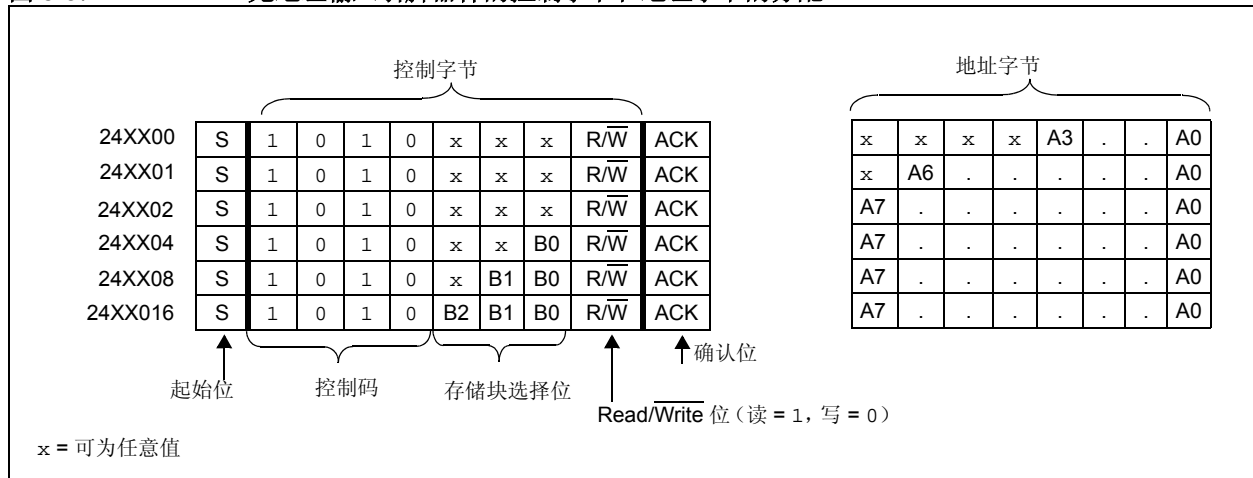 控制字节
地址字节
24XX00 S 1 0 1 0 x x x R/W̅ ACK x x x x A3 . . A0
24XX01 S 1 0 1 0 x x x R/W̅ ACK x A6 . . . . . A0
24XX02 S 1 0 1 0 x x x R/W̅ ACK A7 . . . . . . A0
24XX04 S 1 0 1 0 x x B0 R/W̅ ACK A7 . . . . . . A0
24XX08 S 1 0 1 0 x B1 B0 R/W̅ ACK A7 . . . . . . A0
24XX016 S 1 0 1 0 B2 B1 B0 R/W̅ ACK A7 . . . . . . A0
确认位
起始位 控制码 存储块选择位
Read/W̅r̅i̅t̅e̅ 位（读 = 1，写 = 0）
x = 可为任意值